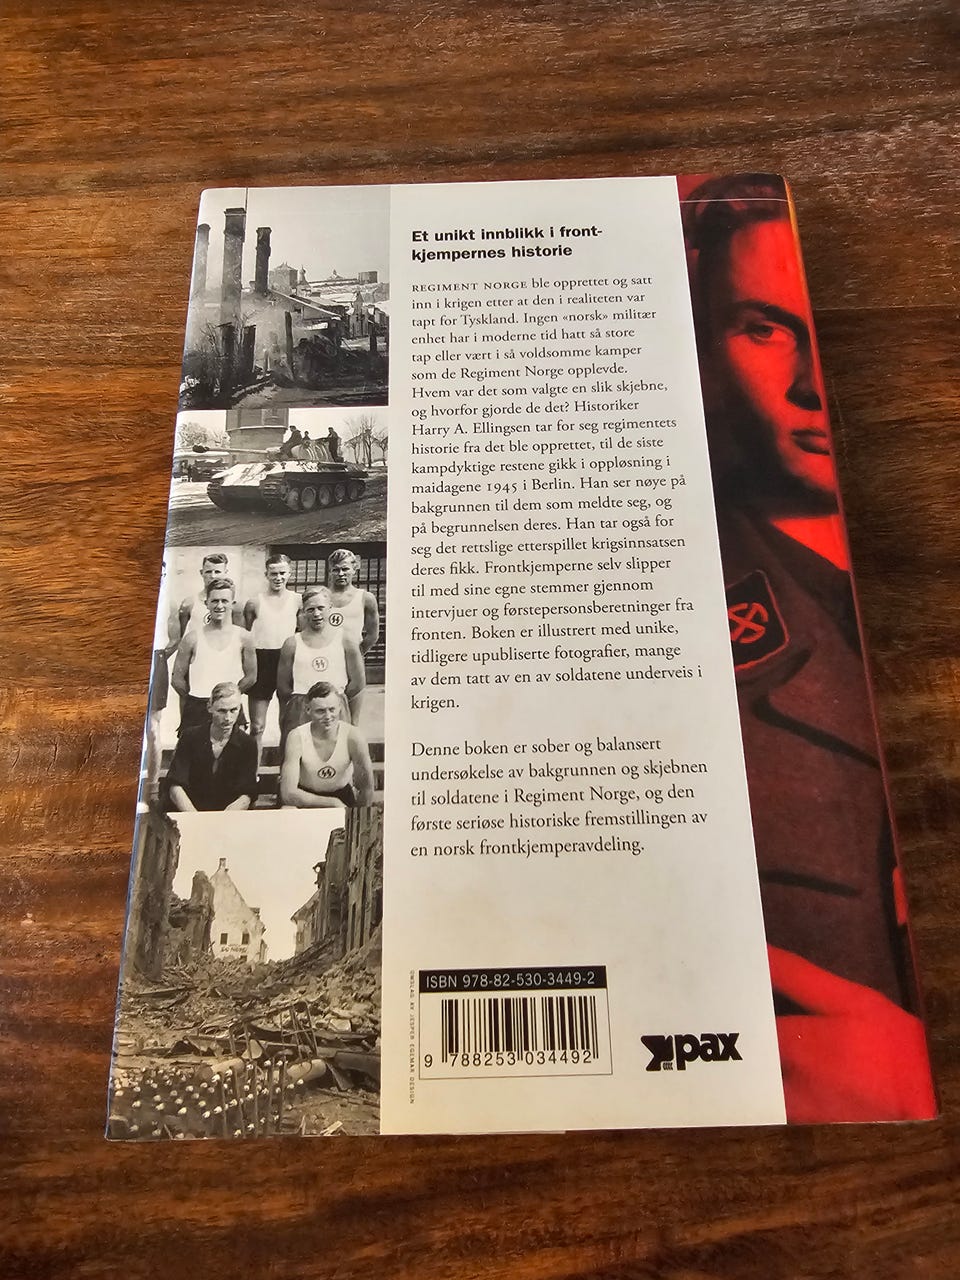 Et unikt innblikk i front-
kjempernes historie
REGIMENT NORGE ble opprettet og satt
inn i krigen etter at den i realiteten var
tapt for Tyskland. Ingen «norsk» militær
enhet har i moderne tid hatt så store
tap eller vært i så voldsomme kamper
som de Regiment Norge opplevde.
Hvem var det som valgte en slik skjebne,
og hvorfor gjorde de det? Historiker
Harry A. Ellingsen tar for seg regimentets
historie fra det ble opprettet, til de siste
kampdyktige restene gikk i oppløsning i
maidagene 1945 i Berlin. Han ser nøye på
bakgrunnen til dem som meldte seg, og
på begrunnelsen deres. Han tar også for
seg det rettslige etterspillet krigsinnsatsen
deres fikk. Frontkjemperne selv slipper
til med sine egne stemmer gjennom
intervjuer og førstepersonsberetninger fra
fronten. Boken er illustrert med unike,
tidligere upubliserte fotografier, mange
av dem tatt av en av soldatene underveis i
krigen.
Denne boken er sober og balansert
undersøkelse av bakgrunnen og skjebnen
til soldatene i Regiment Norge, og den
første seriøse historiske fremstillingen av
en norsk frontkjemperavdeling.
OMSLAG AV JESPER EGEMAR DESIGN
ISBN 978-82-530-3449-2
9 788253 034492
pax